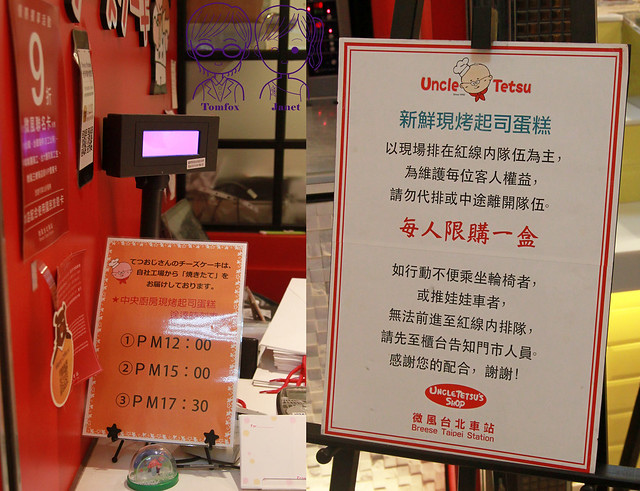 9
折
Tomfox
Janet
てつおじさんのチーズケーキは、
自社工場から「焼きたて」を
お届けしております。
★中央廚房現烤起司蛋糕
①PM12：00
②PM15：00
③PM17：30
Uncle Tetsu
新鮮現烤起司蛋糕
以現場排在紅線內隊伍為主，
為維護每位客人權益，
請勿代排或中途離開隊伍。
每人限購一盒
如行動不便乘坐輪椅者，
或推娃娃車者，
無法前進至紅線內排隊，
請先至櫃台告知門市人員。
感謝您的配合，謝謝！
UNCLETETSU'S
SHOP
微風台北車站
Breese Taipei Station